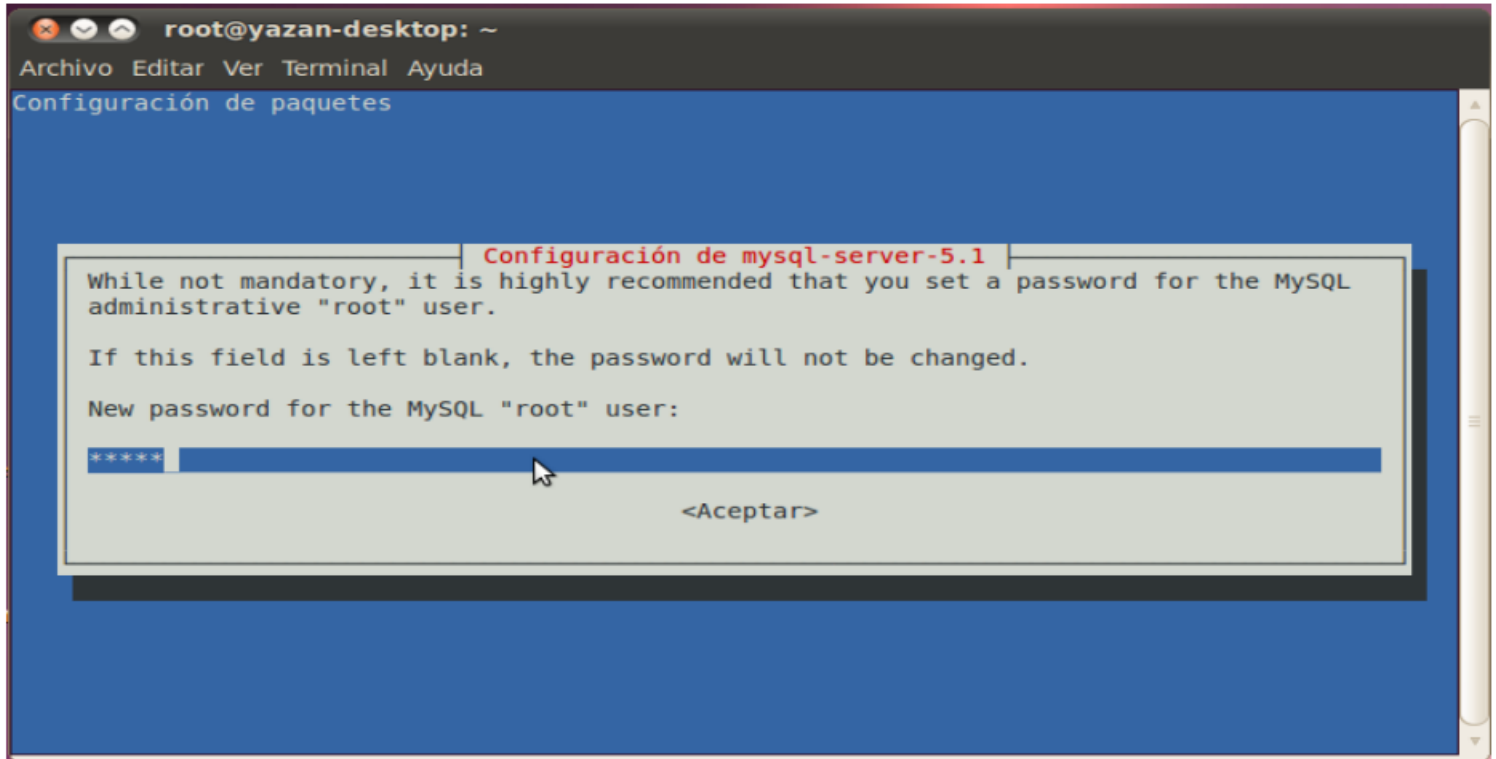 root@yazan-desktop: ~
Archivo Editar Ver Terminal Ayuda
Configuración de paquetes
Configuración de mysql-server-5.1
While not mandatory, it is highly recommended that you set a password for the MySQL
administrative "root" user.
If this field is left blank, the password will not be changed.
New password for the MySQL "root" user:
*****
<Aceptar>